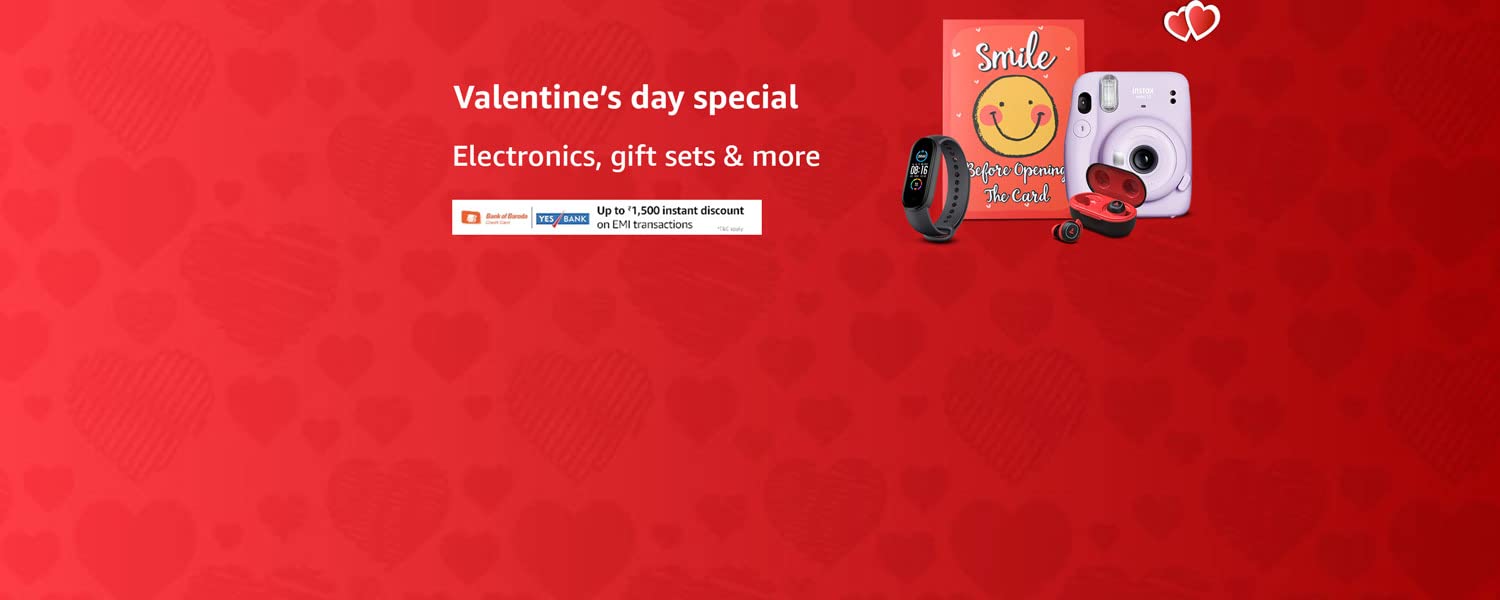 Valentine's day special
Electronics, gift sets & more
Bank of Baroda
Credit Card
YES BANK
Up to ₹1,500 instant discount
on EMI transactions
*T&C apply
Smile
Before Opening
The Card
instax
08:16